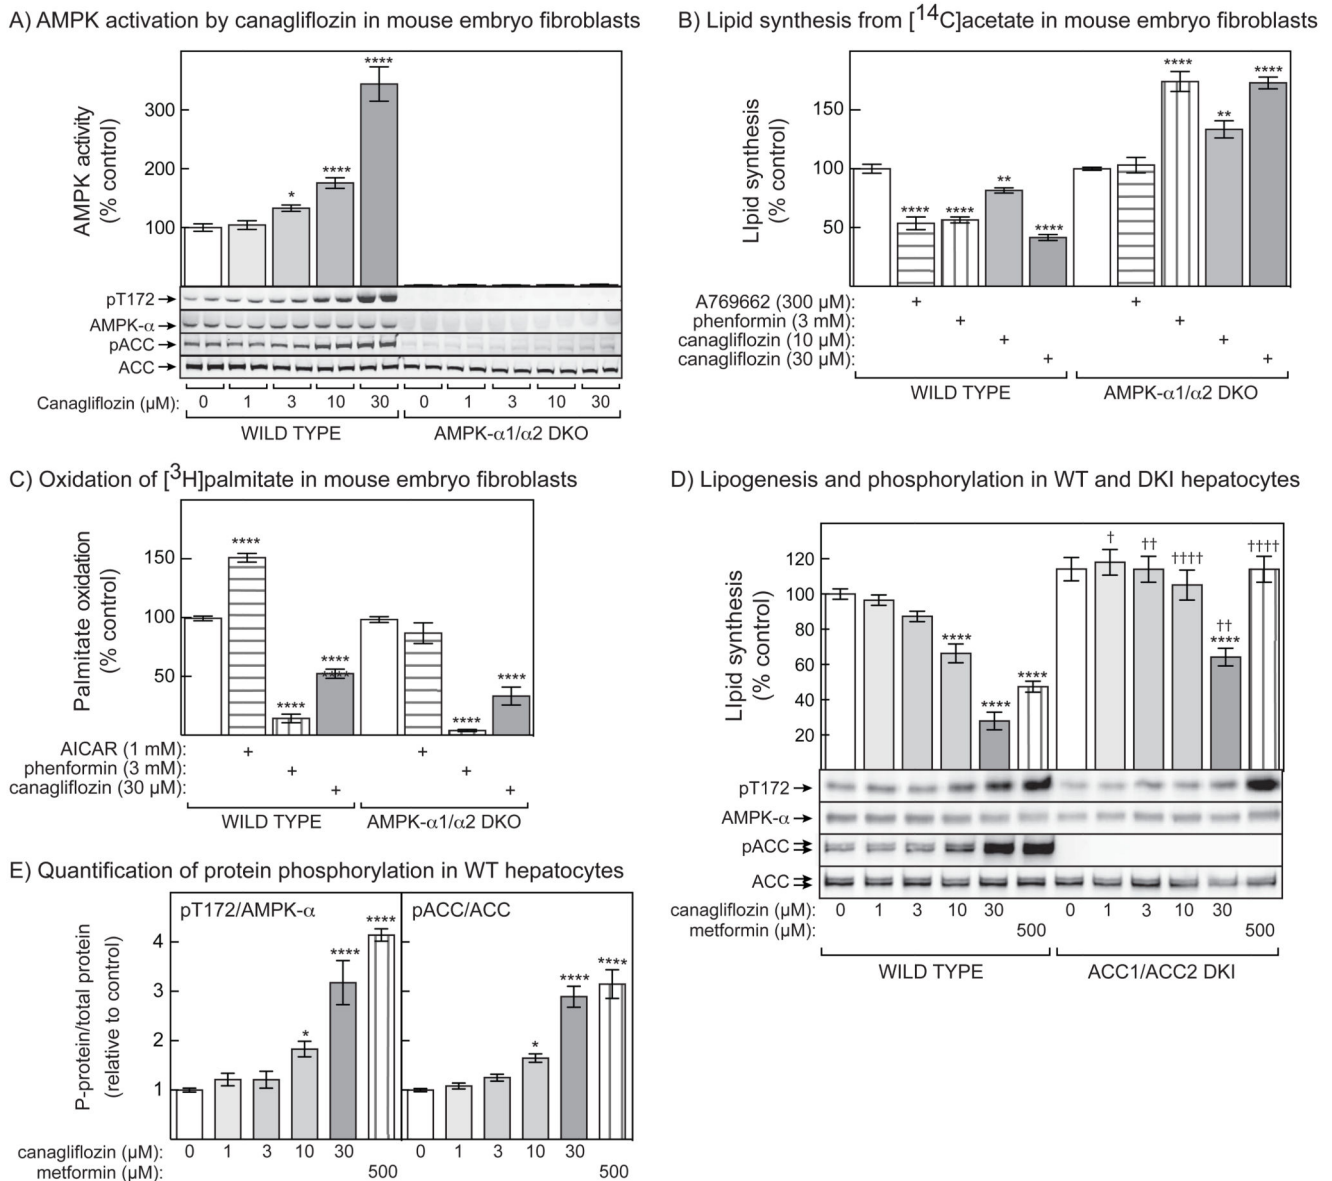 A) AMPK activation by canagliflozin in mouse embryo fibroblasts
AMPK activity
(% control)
300
200
100
*
****
****
pT172
AMPK-α
pACC
ACC
Canagliflozin (µM): 0 1 3 10 30 0 1 3 10 30
WILD TYPE AMPK-α1/α2 DKO
B) Lipid synthesis from [14C]acetate in mouse embryo fibroblasts
LIpid synthesis
(% control)
150
100
50
**** **** ** **** **** ** ****
A769662 (300 µM): + +
phenformin (3 mM): + +
canagliflozin (10 µM): + +
canagliflozin (30 µM): + +
WILD TYPE AMPK-α1/α2 DKO
C) Oxidation of [3H]palmitate in mouse embryo fibroblasts
Palmitate oxidation
(% control)
150
100
50
**** **** **** **** **** ****
AICAR (1 mM): + +
phenformin (3 mM): + +
canagliflozin (30 µM): + +
WILD TYPE AMPK-α1/α2 DKO
D) Lipogenesis and phosphorylation in WT and DKI hepatocytes
LIpid synthesis
(% control)
120
100
80
60
40
20
**** **** **** † †† †††† †† **** ††††
pT172
AMPK-α
pACC
ACC
canagliflozin (µM): 0 1 3 10 30 0 1 3 10 30
metformin (µM): 500 500
WILD TYPE ACC1/ACC2 DKI
E) Quantification of protein phosphorylation in WT hepatocytes
P-protein/total protein
(relative to control)
pT172/AMPK-α pACC/ACC
4
3
2
1
* **** **** * **** ****
canagliflozin (µM): 0 1 3 10 30 0 1 3 10 30
metformin (µM): 500 500